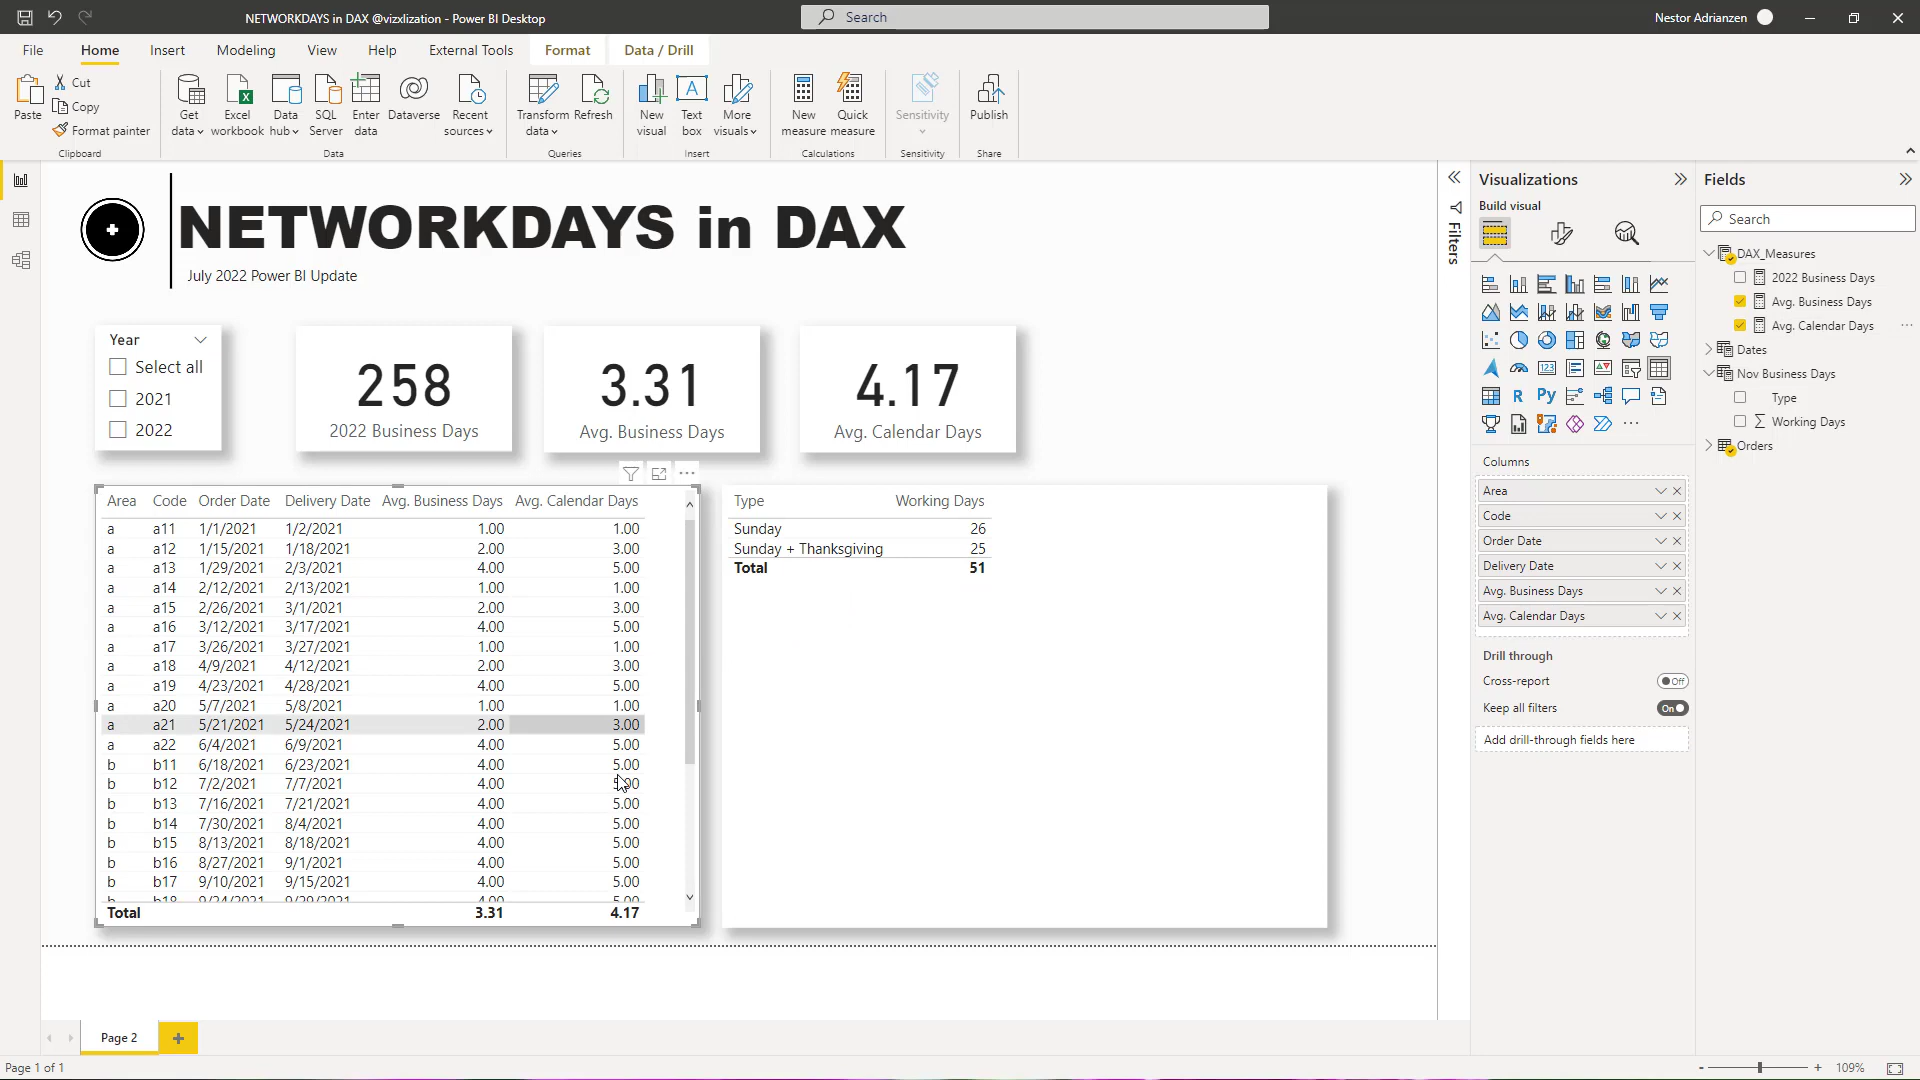 NETWORKDAYS in DAX @vizxlization - Power BI Desktop
Search
Nestor Adrianzen
File
Home
Insert
Modeling
View
Help
External Tools
Format
Data / Drill
Paste
Cut
Copy
Format painter
Clipboard
Get data
Excel workbook
Data hub
SQL Server
Enter data
Dataverse
Recent sources
Data
Transform data
Refresh
Queries
New visual
Text box
More visuals
Insert
New measure
Quick measure
Calculations
Sensitivity
Sensitivity
Publish
Share
NETWORKDAYS in DAX
July 2022 Power BI Update
Year
Select all
2021
2022
258
2022 Business Days
3.31
Avg. Business Days
4.17
Avg. Calendar Days
Area Code Order Date Delivery Date Avg. Business Days Avg. Calendar Days
a a11 1/1/2021 1/2/2021 1.00 1.00
a a12 1/15/2021 1/18/2021 2.00 3.00
a a13 1/29/2021 2/3/2021 4.00 5.00
a a14 2/12/2021 2/13/2021 1.00 1.00
a a15 2/26/2021 3/1/2021 2.00 3.00
a a16 3/12/2021 3/17/2021 4.00 5.00
a a17 3/26/2021 3/27/2021 1.00 1.00
a a18 4/9/2021 4/12/2021 2.00 3.00
a a19 4/23/2021 4/28/2021 4.00 5.00
a a20 5/7/2021 5/8/2021 1.00 1.00
a a21 5/21/2021 5/24/2021 2.00 3.00
a a22 6/4/2021 6/9/2021 4.00 5.00
b b11 6/18/2021 6/23/2021 4.00 5.00
b b12 7/2/2021 7/7/2021 4.00 5.00
b b13 7/16/2021 7/21/2021 4.00 5.00
b b14 7/30/2021 8/4/2021 4.00 5.00
b b15 8/13/2021 8/18/2021 4.00 5.00
b b16 8/27/2021 9/1/2021 4.00 5.00
b b17 9/10/2021 9/15/2021 4.00 5.00
b b18 9/24/2021 9/29/2021 4.00 5.00
Total 3.31 4.17
Type Working Days
Sunday 26
Sunday + Thanksgiving 25
Total 51
Filters
Visualizations
Build visual
123
R
Py
Columns
Area
Code
Order Date
Delivery Date
Avg. Business Days
Avg. Calendar Days
Drill through
Cross-report
Off
Keep all filters
On
Add drill-through fields here
Fields
Search
DAX_Measures
2022 Business Days
Avg. Business Days
Avg. Calendar Days
Dates
Nov Business Days
Type
Working Days
Orders
Page 2
Page 1 of 1
109%